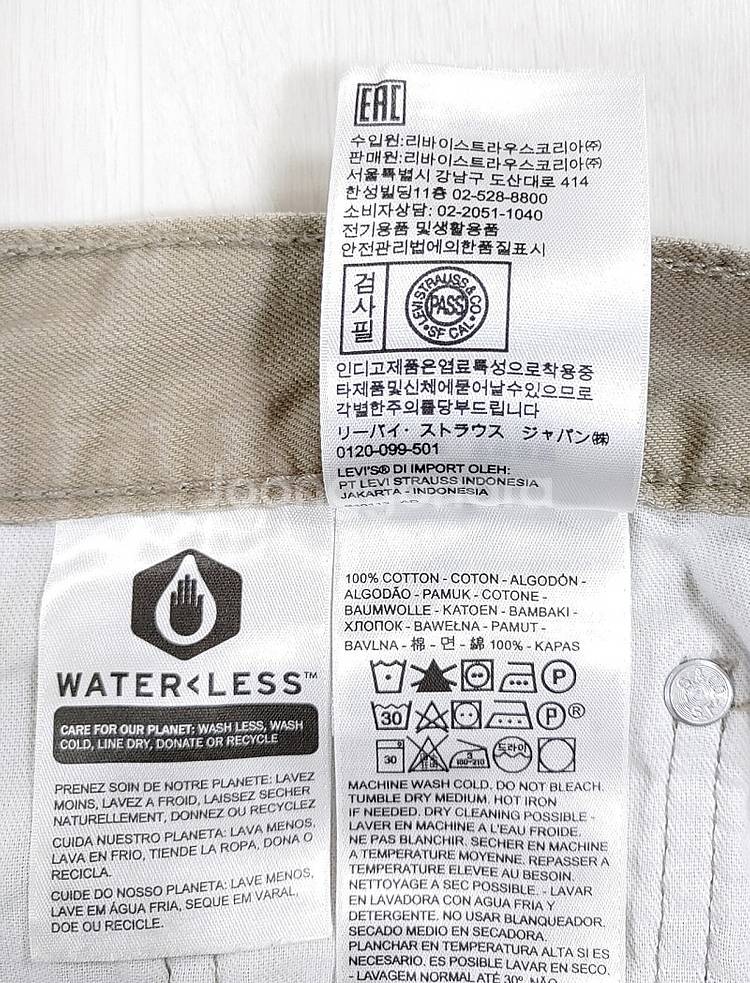 EAC
수입원:리바이스트라우스코리아㈜
판매원:리바이스트라우스코리아㈜
서울특별시 강남구 도산대로 414
한성빌딩11층 02-528-8800
소비자상담: 02-2051-1040
전기용품 및생활용품
안전관리법에의한품질표시
검사필
LEVI STRAUSS & CO
PASS
SF CAL
인디고제품은염료특성으로착용중
타제품및신체에묻어날수있으므로
각별한주의를당부드립니다
リーバイ・ストラウス ジャパン㈱
0120-099-501
LEVI'S® DI IMPORT OLEH:
PT LEVI STRAUSS INDONESIA
JAKARTA - INDONESIA
WATER<LESS™
CARE FOR OUR PLANET: WASH LESS, WASH
COLD, LINE DRY, DONATE OR RECYCLE
PRENEZ SOIN DE NOTRE PLANETE: LAVEZ
MOINS, LAVEZ A FROID, LAISSEZ SECHER
NATURELLEMENT, DONNEZ OU RECYCLEZ
CUIDA NUESTRO PLANETA: LAVA MENOS,
LAVA EN FRIO, TIENDE LA ROPA, DONA O
RECICLA.
CUIDE DO NOSSO PLANETA: LAVE MENOS,
LAVE EM ÁGUA FRIA, SEQUE EM VARAL,
DOE OU RECICLE.
100% COTTON - COTON - ALGODÓN -
ALGODÃO - PAMUK - COTONE -
BAUMWOLLE - KATOEN - BAMBAKI -
ХЛОПОК - BAWEŁNA - PAMUT -
BAVLNA - 棉 - 면 - 綿 100% - KAPAS
P
30 P®
30 3 180-210 드라이
MACHINE WASH COLD. DO NOT BLEACH.
TUMBLE DRY MEDIUM. HOT IRON
IF NEEDED. DRY CLEANING POSSIBLE -
LAVER EN MACHINE A L'EAU FROIDE.
NE PAS BLANCHIR. SECHER EN MACHINE
A TEMPERATURE MOYENNE. REPASSER A
TEMPERATURE ELEVEE AU BESOIN.
NETTOYAGE A SEC POSSIBLE. - LAVAR
EN LAVADORA CON AGUA FRIA Y
DETERGENTE. NO USAR BLANQUEADOR.
SECADO MEDIO EN SECADORA.
PLANCHAR EN TEMPERATURA ALTA SI ES
NECESARIO. ES POSIBLE LAVAR EN SECO.
- LAVAGEM NORMAL ATÉ 30°. NÃO